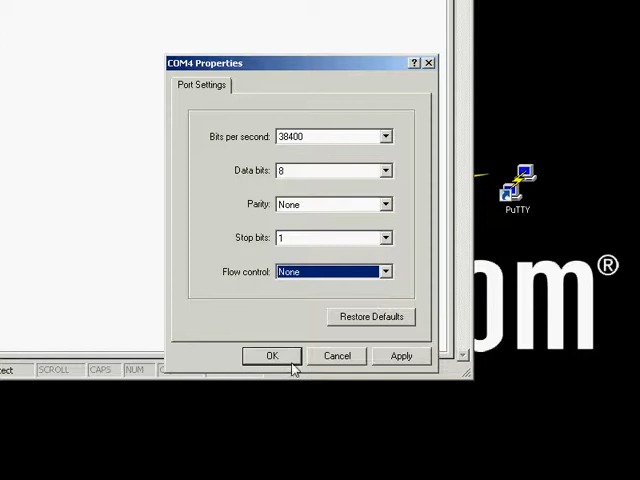 COM4 Properties
Port Settings
Bits per second: 38400
Data bits: 8
Parity: None
Stop bits: 1
Flow control: None
Restore Defaults
OK Cancel Apply
PuTTY
om®
SCROLL CAPS NUM